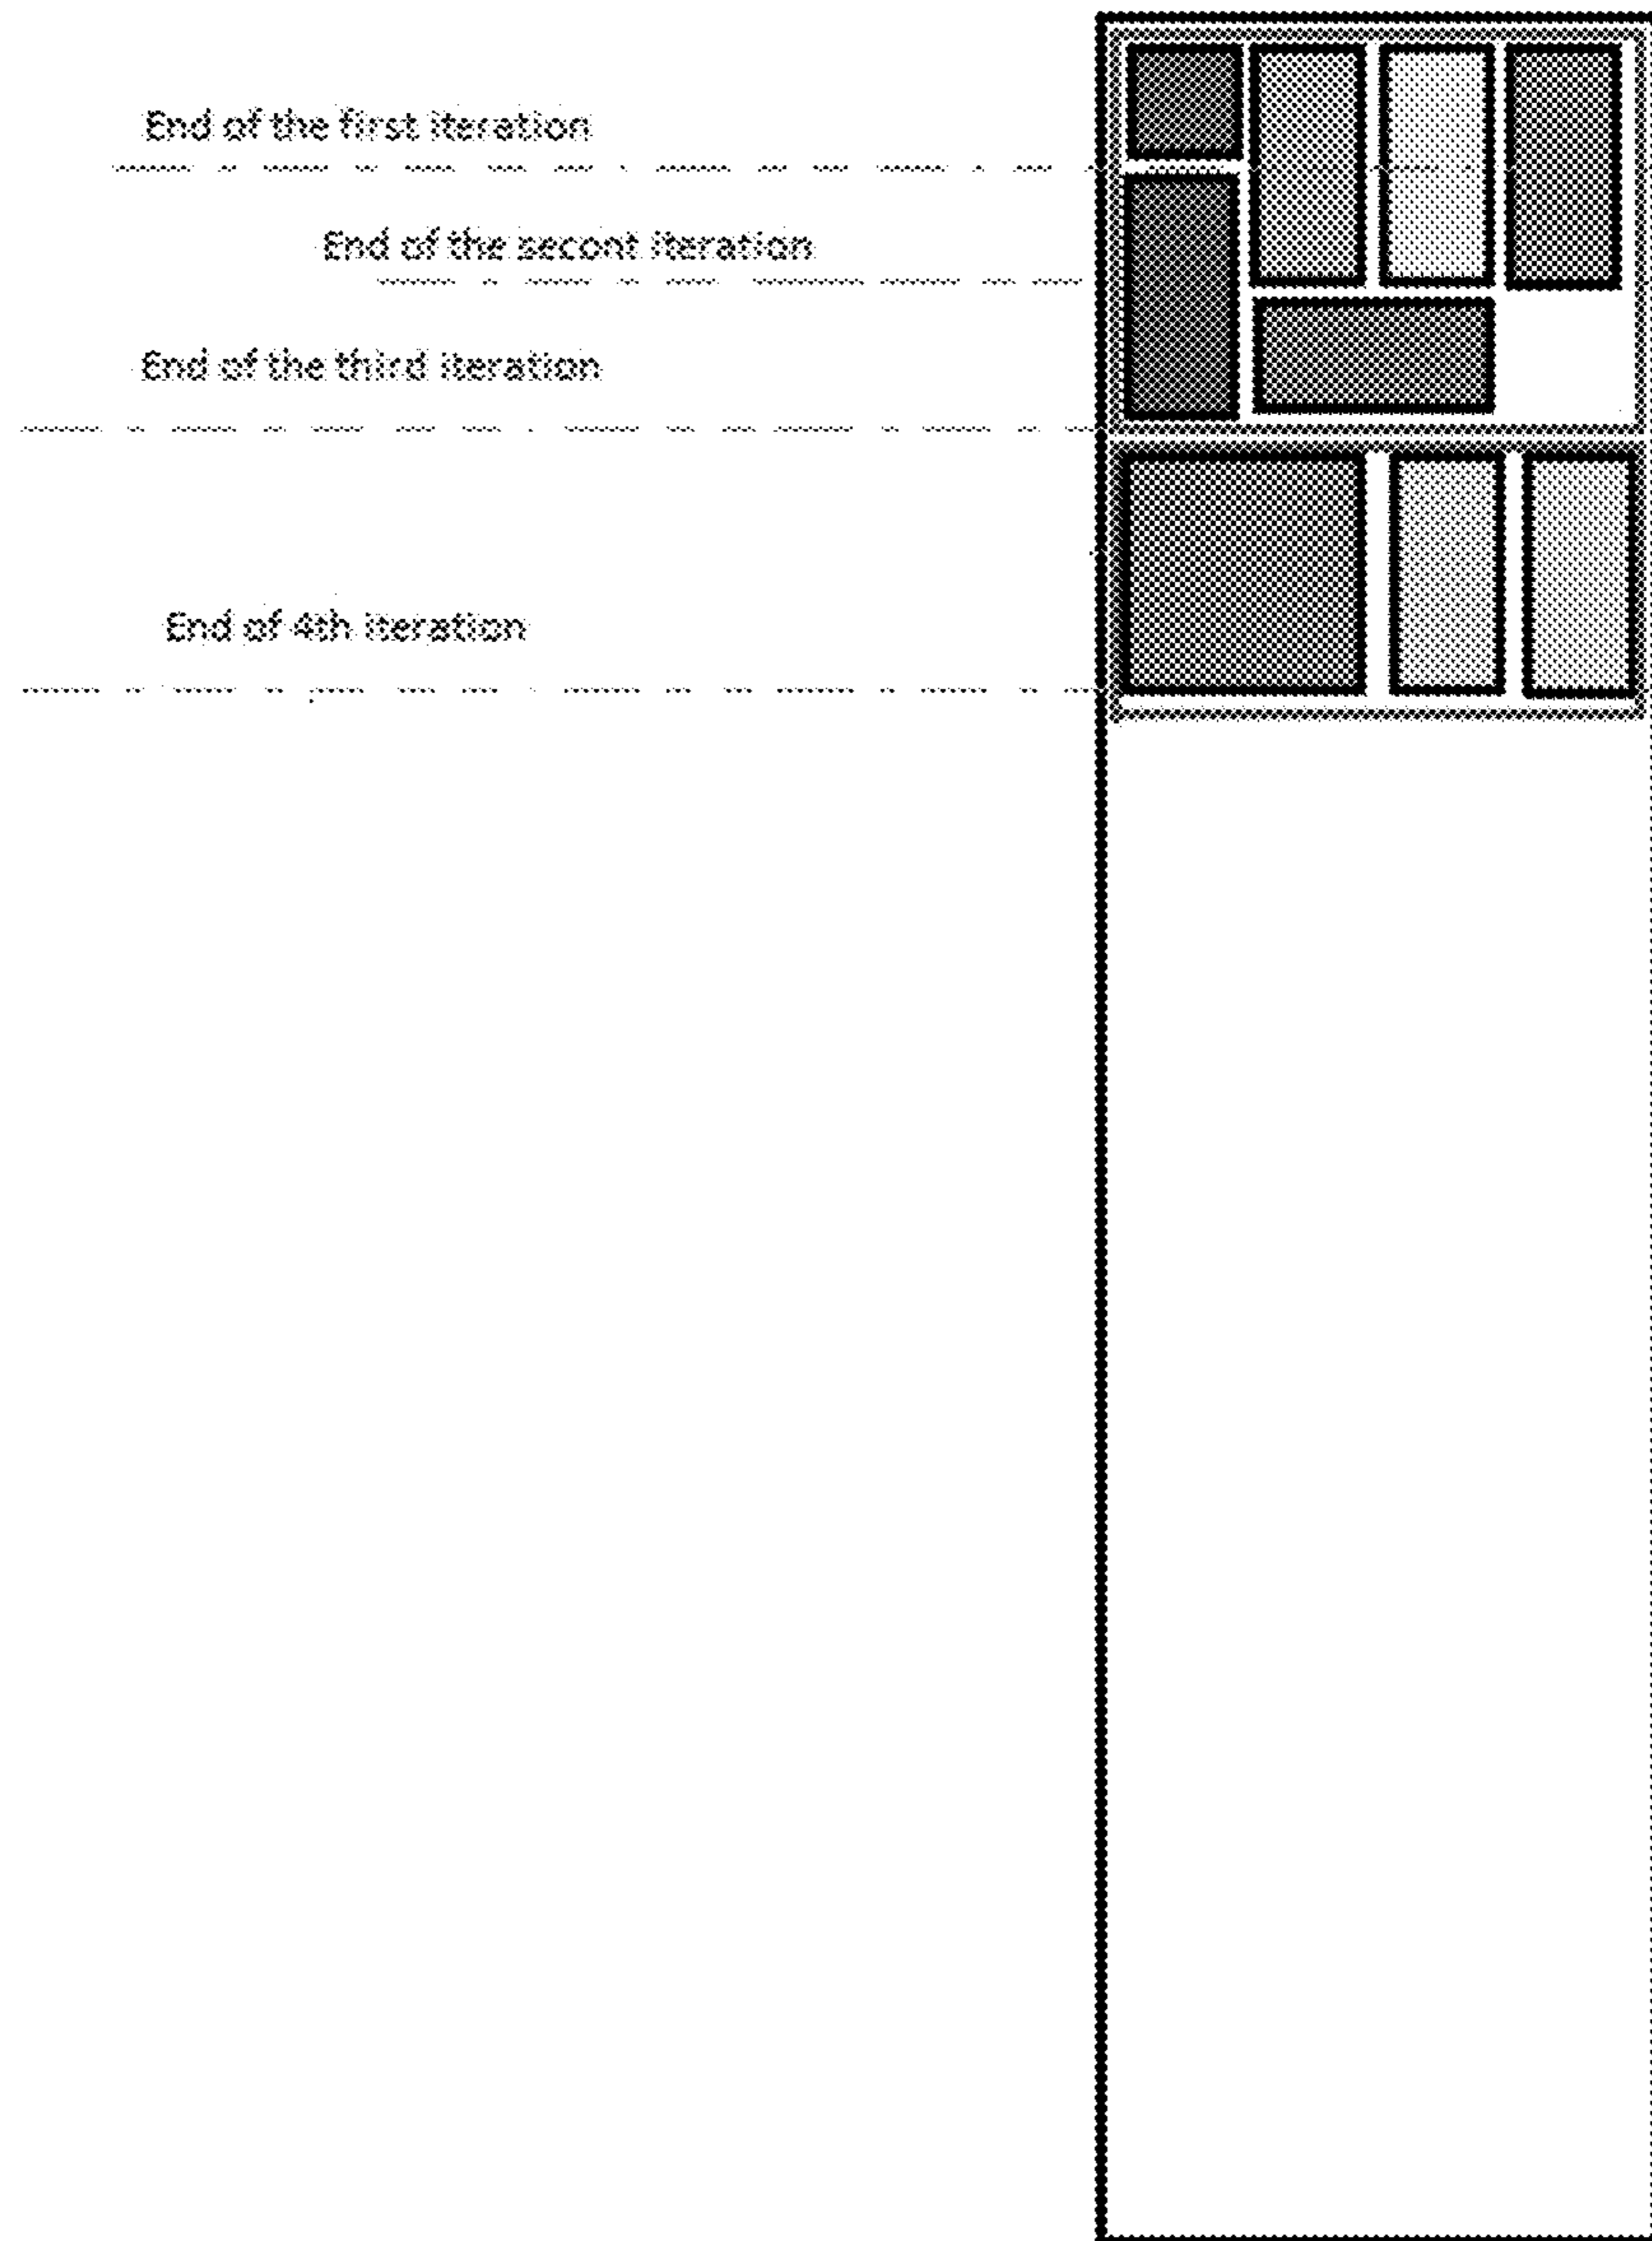 End of the first iteration
End of the secont iteration
End of the third iteration
End of 4th iteration